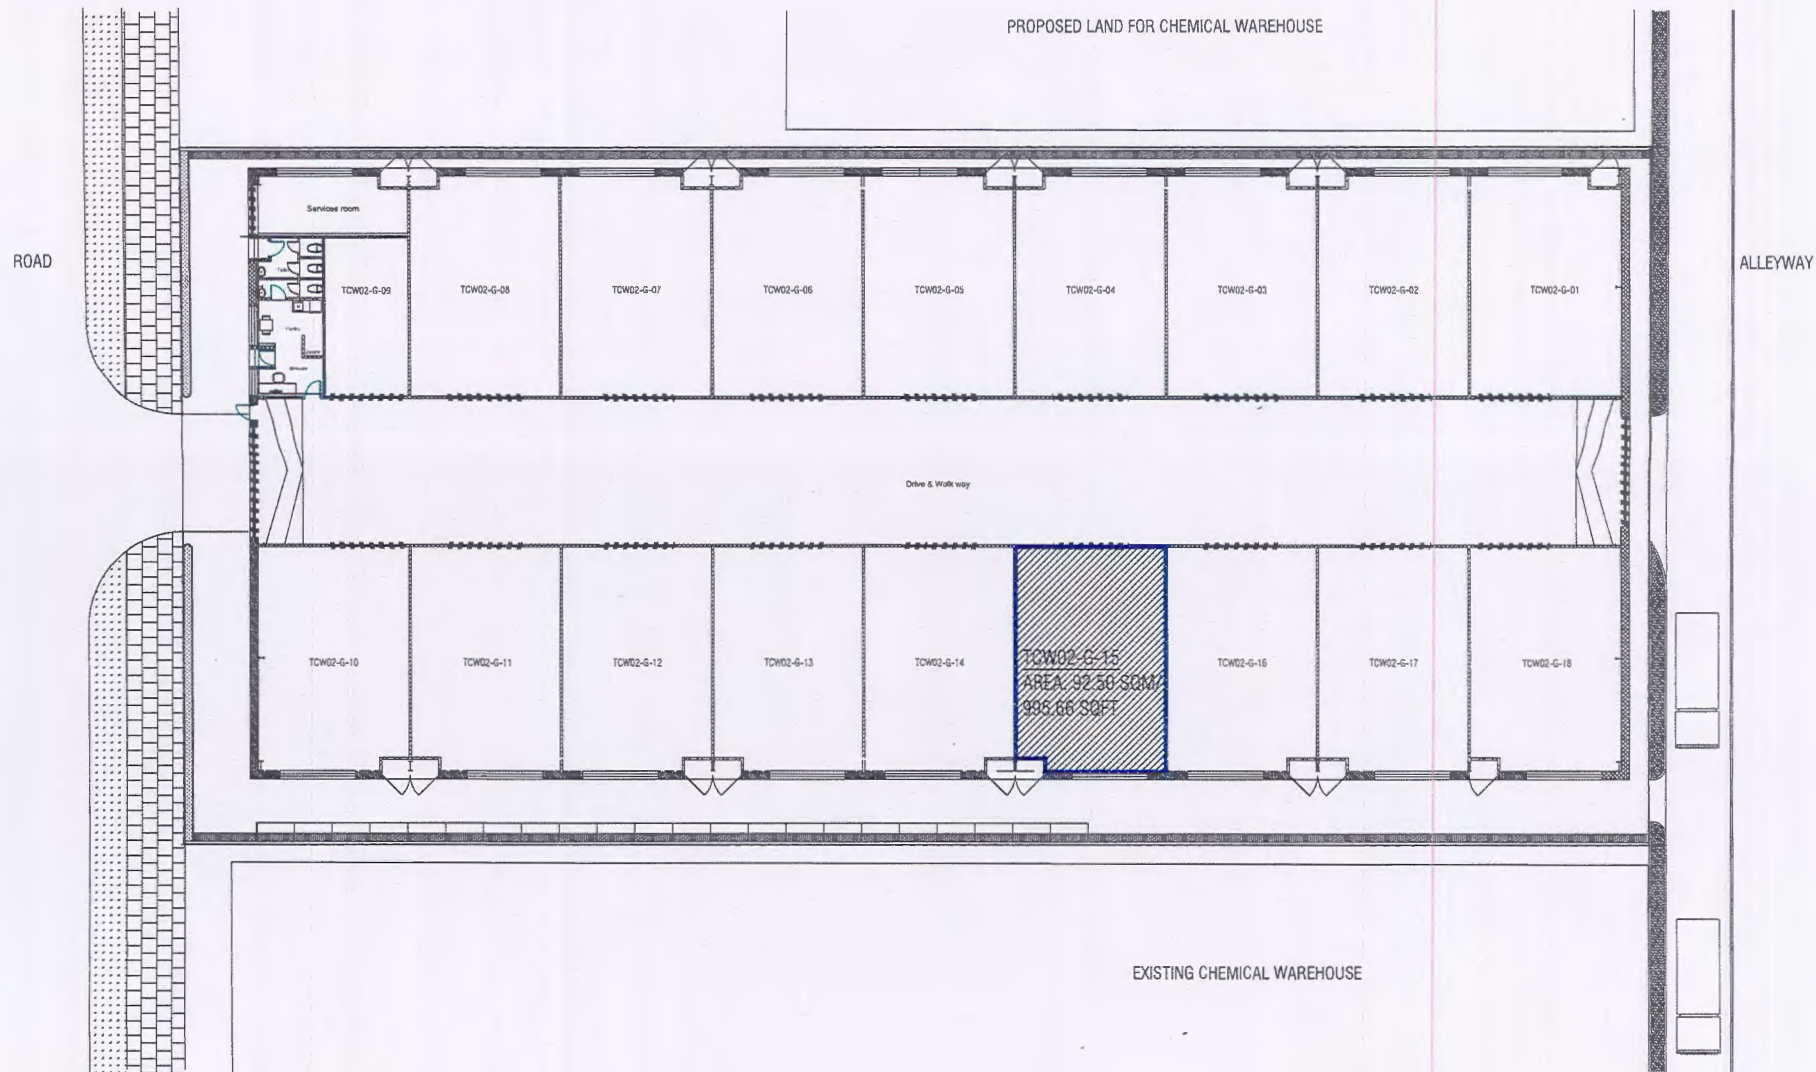 PROPOSED LAND FOR CHEMICAL WAREHOUSE
Services room
ROAD
ALLEYWAY
TCW02-G-09
TCW02-G-08
TCW02-G-07
TCW02-G-06
TCW02-G-05
TCW02-G-04
TCW02-G-03
TCW02-G-02
TCW02-G-01
Drive & Walk way
TCW02-G-10
TCW02-G-11
TCW02-G-12
TCW02-G-13
TCW02-G-14
TCW02-G-15
AREA: 92.50 SQM/
995.66 SQFT
TCW02-G-16
TCW02-G-17
TCW02-G-18
EXISTING CHEMICAL WAREHOUSE